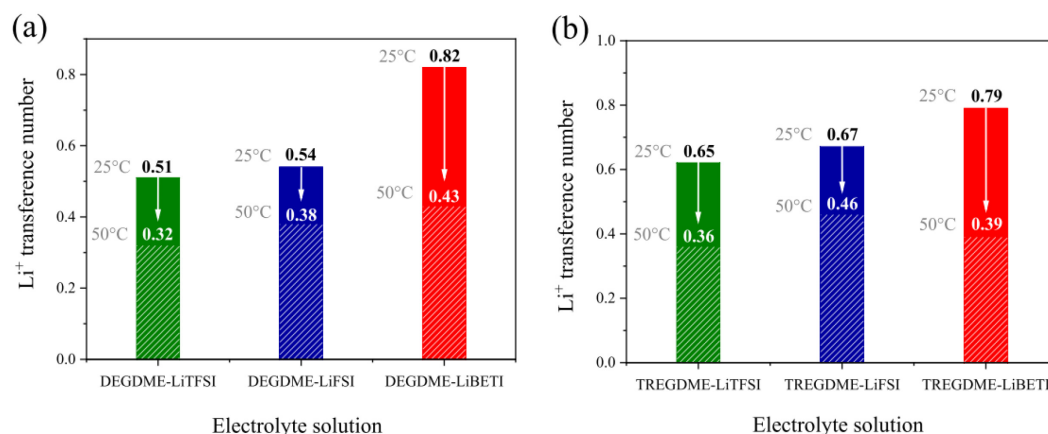 (a)
Li+ transference number
0.8
0.6
0.4
0.2
0.0
25°C 0.51
50°C 0.32
25°C 0.54
50°C 0.38
25°C 0.82
50°C 0.43
DEGDME-LiTFSI DEGDME-LiFSI DEGDME-LiBETI
Electrolyte solution
(b)
Li+ transference number
1.0
0.8
0.6
0.4
0.2
0.0
25°C 0.65
50°C 0.36
25°C 0.67
50°C 0.46
25°C 0.79
50°C 0.39
TREGDME-LiTFSI TREGDME-LiFSI TREGDME-LiBETI
Electrolyte solution